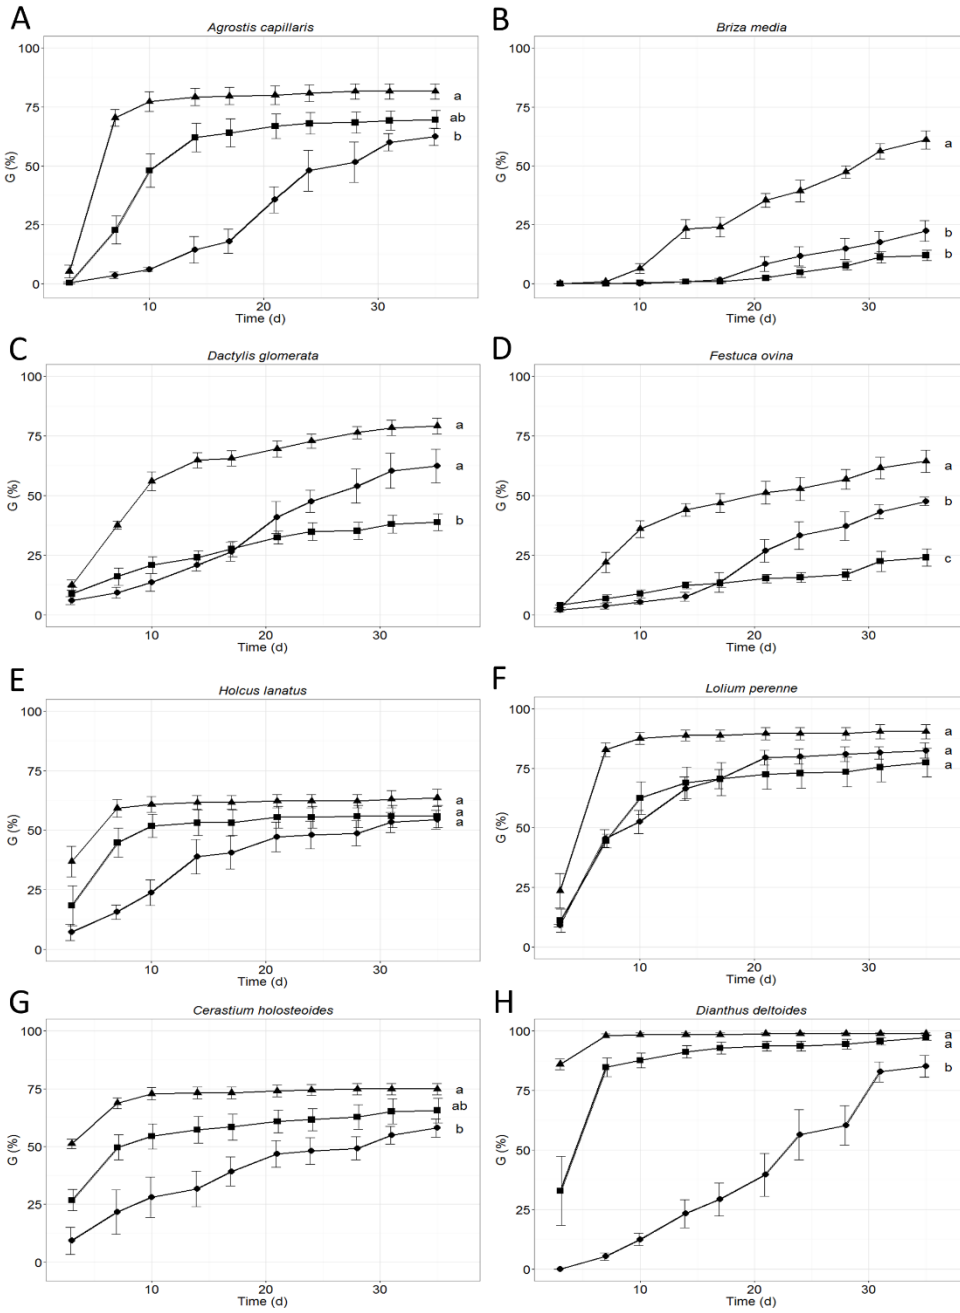 A
Agrostis capillaris
100
75
50
25
0
G (%)
a
ab
b
10
20
30
Time (d)
B
Briza media
100
75
50
25
0
G (%)
a
b
b
10
20
30
Time (d)
C
Dactylis glomerata
100
75
50
25
0
G (%)
a
a
b
10
20
30
Time (d)
D
Festuca ovina
100
75
50
25
0
G (%)
a
b
c
10
20
30
Time (d)
E
Holcus lanatus
100
75
50
25
0
G (%)
a
a
a
10
20
30
Time (d)
F
Lolium perenne
100
75
50
25
0
G (%)
a
a
a
10
20
30
Time (d)
G
Cerastium holosteoides
100
75
50
25
0
G (%)
a
ab
b
10
20
30
Time (d)
H
Dianthus deltoides
100
75
50
25
0
G (%)
a
a
b
10
20
30
Time (d)